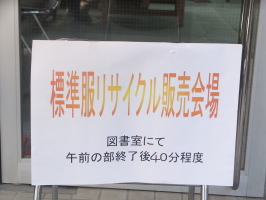 標準服リサイクル販売会場
図書室にて
午前の部終了後40分程度